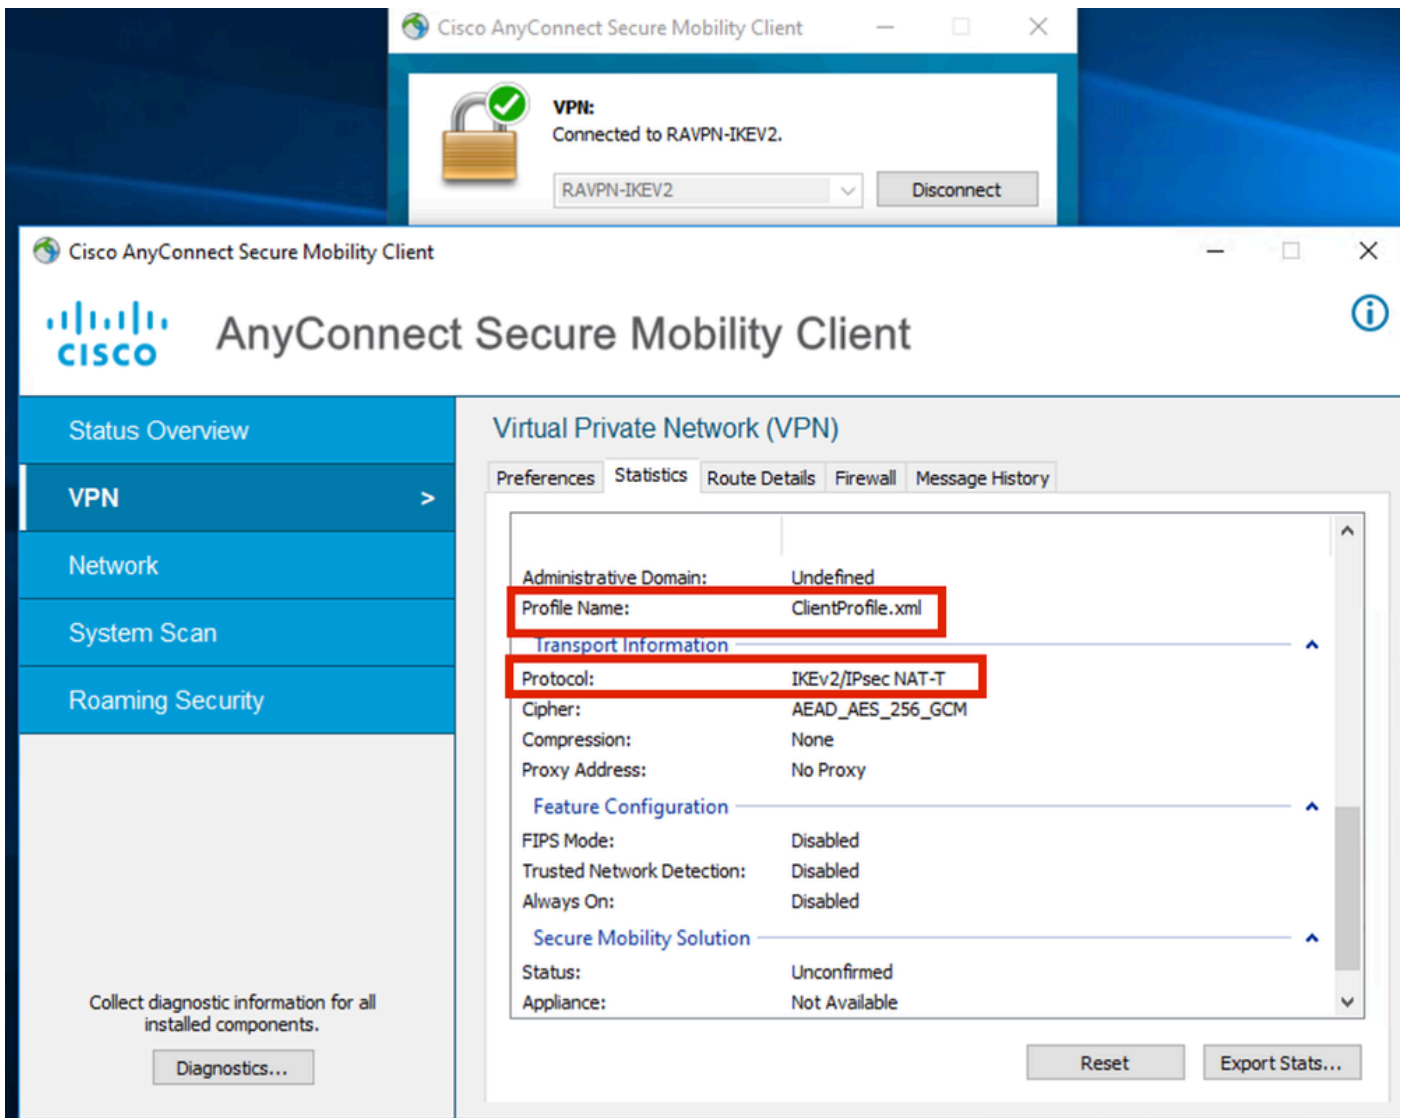 Cisco AnyConnect Secure Mobility Client
VPN:
Connected to RAVPN-IKEV2.
RAVPN-IKEV2
Disconnect
Cisco AnyConnect Secure Mobility Client
CISCO
AnyConnect Secure Mobility Client
Status Overview
VPN >
Network
System Scan
Roaming Security
Collect diagnostic information for all
installed components.
Diagnostics...
Virtual Private Network (VPN)
Preferences Statistics Route Details Firewall Message History
Administrative Domain: Undefined
Profile Name: ClientProfile.xml
Transport Information
Protocol: IKEv2/IPsec NAT-T
Cipher: AEAD_AES_256_GCM
Compression: None
Proxy Address: No Proxy
Feature Configuration
FIPS Mode: Disabled
Trusted Network Detection: Disabled
Always On: Disabled
Secure Mobility Solution
Status: Unconfirmed
Appliance: Not Available
Reset Export Stats...